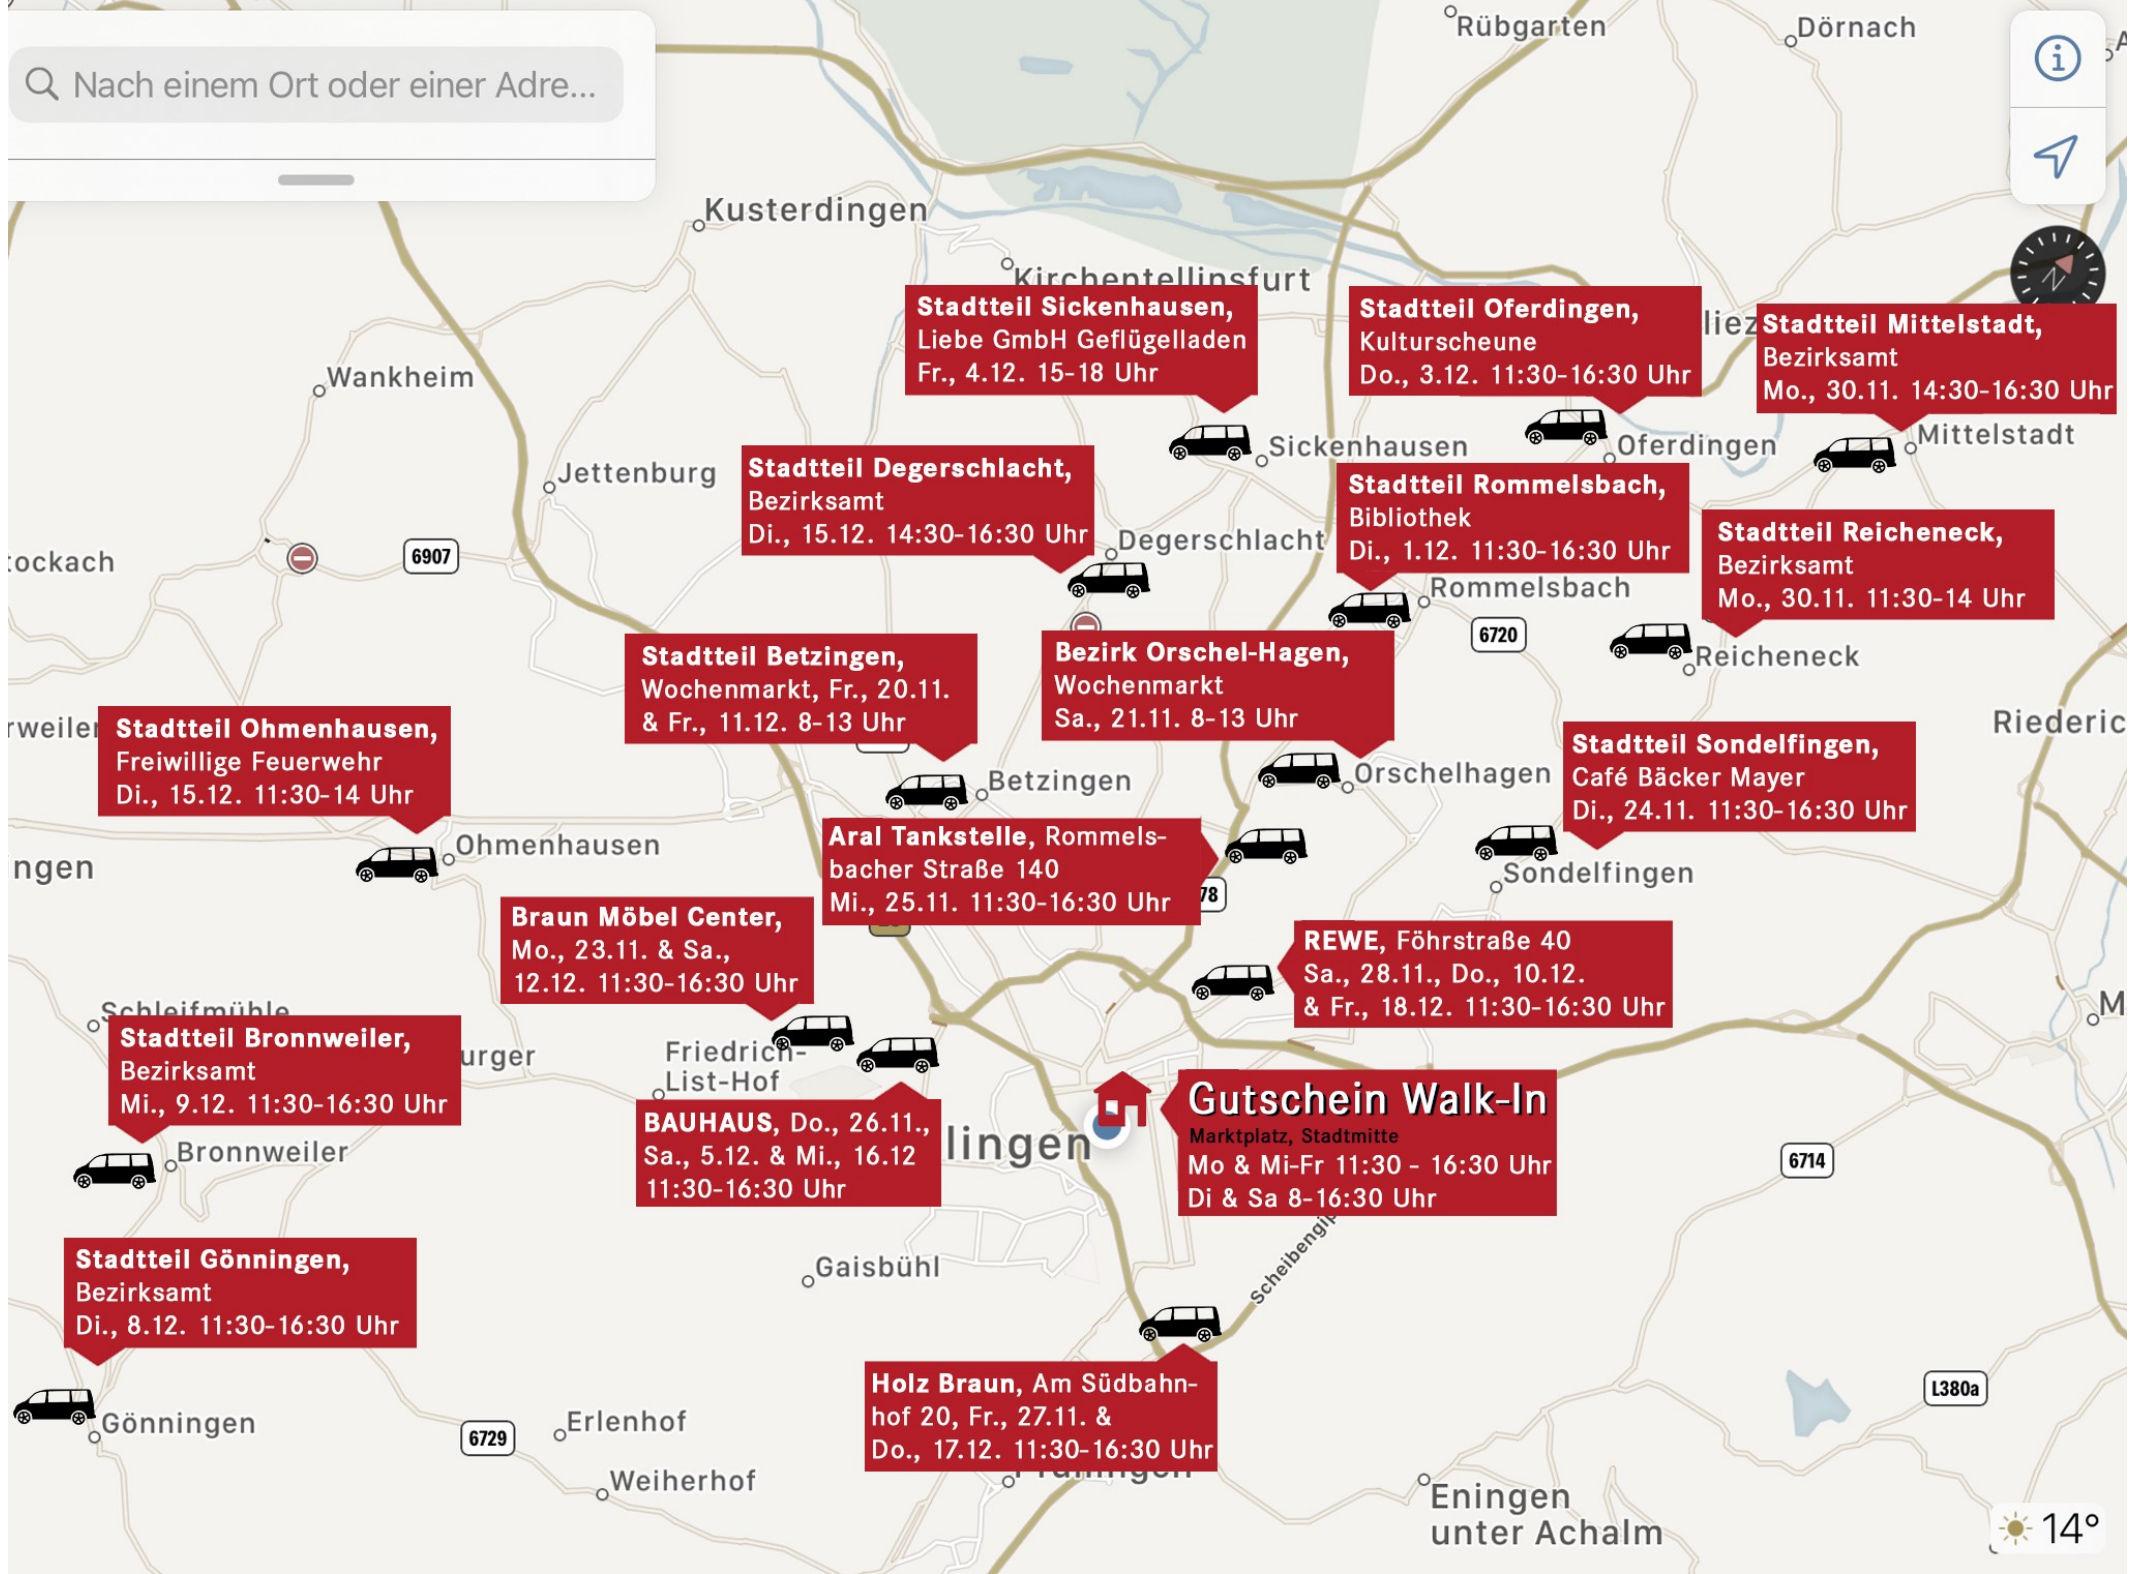 Rübgarten
Dörnach
Nach einem Ort oder einer Adre...
Kusterdingen
Kirchentellinsfurt
Stadtteil Sickenhausen,
Liebe GmbH Geflügelladen
Fr., 4.12. 15-18 Uhr
Stadtteil Oferdingen,
Kulturscheune
Do., 3.12. 11:30-16:30 Uhr
liez
Stadtteil Mittelstadt,
Bezirksamt
Mo., 30.11. 14:30-16:30 Uhr
N
Wankheim
Sickenhausen
Oferdingen
Mittelstadt
Jettenburg
Stadtteil Degerschlacht,
Bezirksamt
Di., 15.12. 14:30-16:30 Uhr
Degerschlacht
Stadtteil Rommelsbach,
Bibliothek
Di., 1.12. 11:30-16:30 Uhr
Rommelsbach
Stadtteil Reicheneck,
Bezirksamt
Mo., 30.11. 11:30-14 Uhr
Reicheneck
tockach
6907
6720
Stadtteil Betzingen,
Wochenmarkt, Fr., 20.11.
& Fr., 11.12. 8-13 Uhr
Betzingen
Bezirk Orschel-Hagen,
Wochenmarkt
Sa., 21.11. 8-13 Uhr
Orschelhagen
Riederic
rweiler
Stadtteil Ohmenhausen,
Freiwillige Feuerwehr
Di., 15.12. 11:30-14 Uhr
Ohmenhausen
Stadtteil Sondelfingen,
Café Bäcker Mayer
Di., 24.11. 11:30-16:30 Uhr
Sondelfingen
ngen
Aral Tankstelle, Rommels-
bacher Straße 140
Mi., 25.11. 11:30-16:30 Uhr
78
Braun Möbel Center,
Mo., 23.11. & Sa.,
12.12. 11:30-16:30 Uhr
REWE, Föhrstraße 40
Sa., 28.11., Do., 10.12.
& Fr., 18.12. 11:30-16:30 Uhr
M
Schleifmühle
Stadtteil Bronnweiler,
Bezirksamt
Mi., 9.12. 11:30-16:30 Uhr
Bronnweiler
urger
Friedrich-
List-Hof
BAUHAUS, Do., 26.11.,
Sa., 5.12. & Mi., 16.12
11:30-16:30 Uhr
lingen
Gutschein Walk-In
Marktplatz, Stadtmitte
Mo & Mi-Fr 11:30 - 16:30 Uhr
Di & Sa 8-16:30 Uhr
6714
Scheibengip
Stadtteil Gönningen,
Bezirksamt
Di., 8.12. 11:30-16:30 Uhr
Gönningen
Gaisbühl
Holz Braun, Am Südbahn-
hof 20, Fr., 27.11. &
Do., 17.12. 11:30-16:30 Uhr
L380a
6729
Erlenhof
Weiherhof
Eningen
unter Achalm
14°